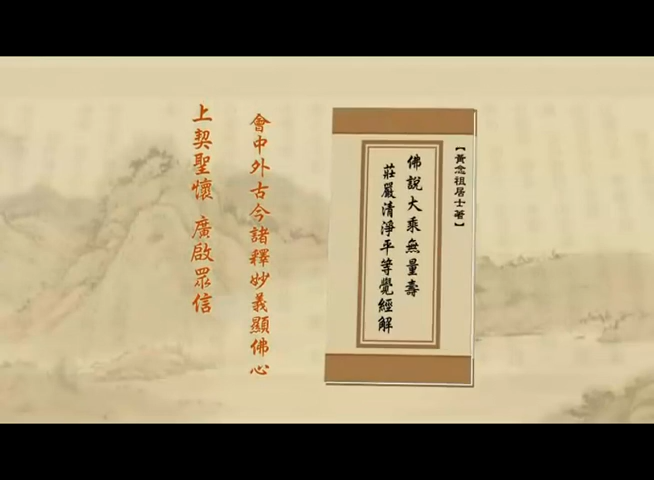 【黃念祖居士著】
佛說大乘無量壽
莊嚴清淨平等覺經解
會中外古今諸釋妙義顯佛心
上契聖懷 廣啟眾信